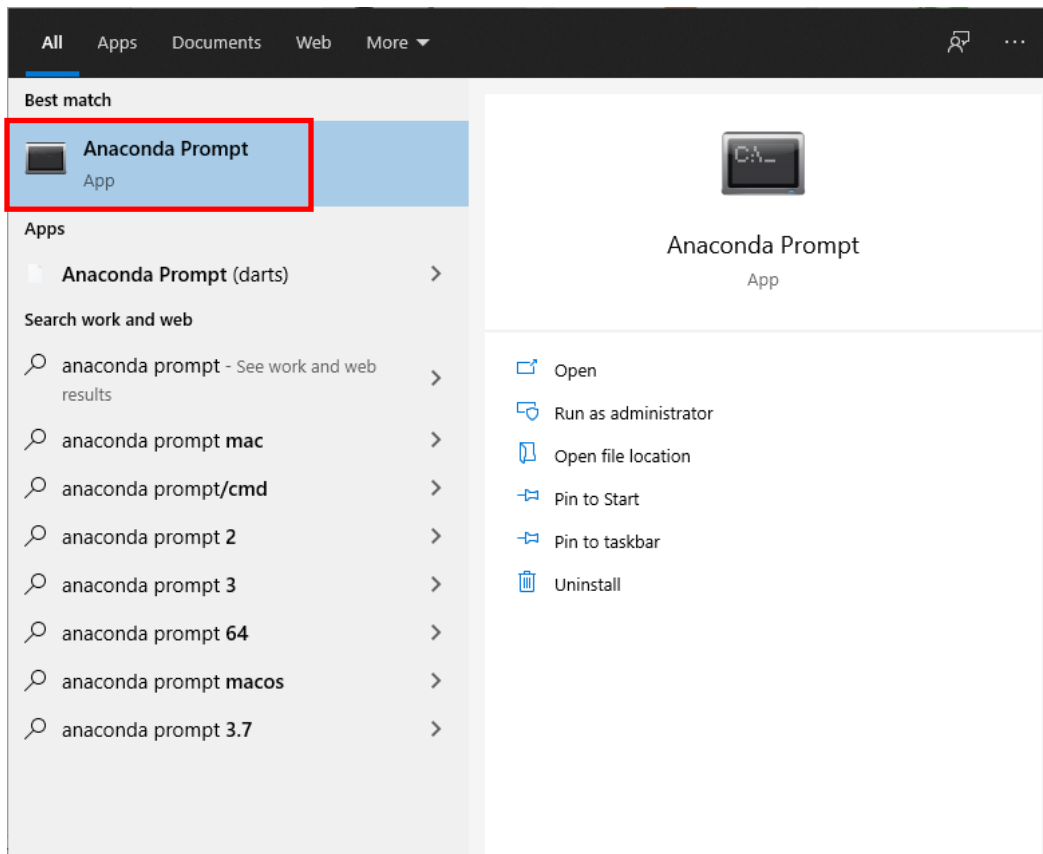 All Apps Documents Web More
Best match
Anaconda Prompt
App
Apps
Anaconda Prompt (darts)
Search work and web
anaconda prompt - See work and web
results
anaconda prompt mac
anaconda prompt/cmd
anaconda prompt 2
anaconda prompt 3
anaconda prompt 64
anaconda prompt macos
anaconda prompt 3.7
C:\_
Anaconda Prompt
App
Open
Run as administrator
Open file location
Pin to Start
Pin to taskbar
Uninstall